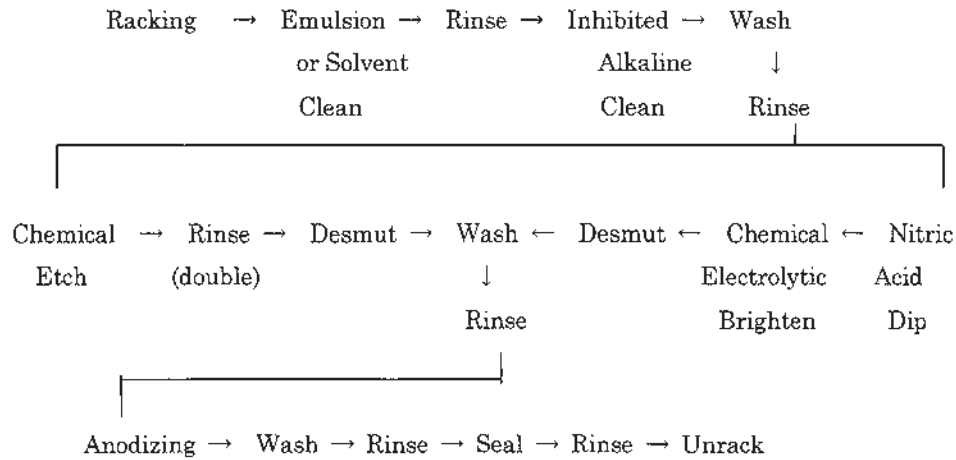 Racking → Emulsion → Rinse → Inhibited → Wash
or Solvent Alkaline ↓
Clean Clean Rinse
Chemical → Rinse → Desmut → Wash ← Desmut ← Chemical ← Nitric
Etch (double) ↓ Electrolytic Acid
Rinse Brighten Dip
Anodizing → Wash → Rinse → Seal → Rinse → Unrack